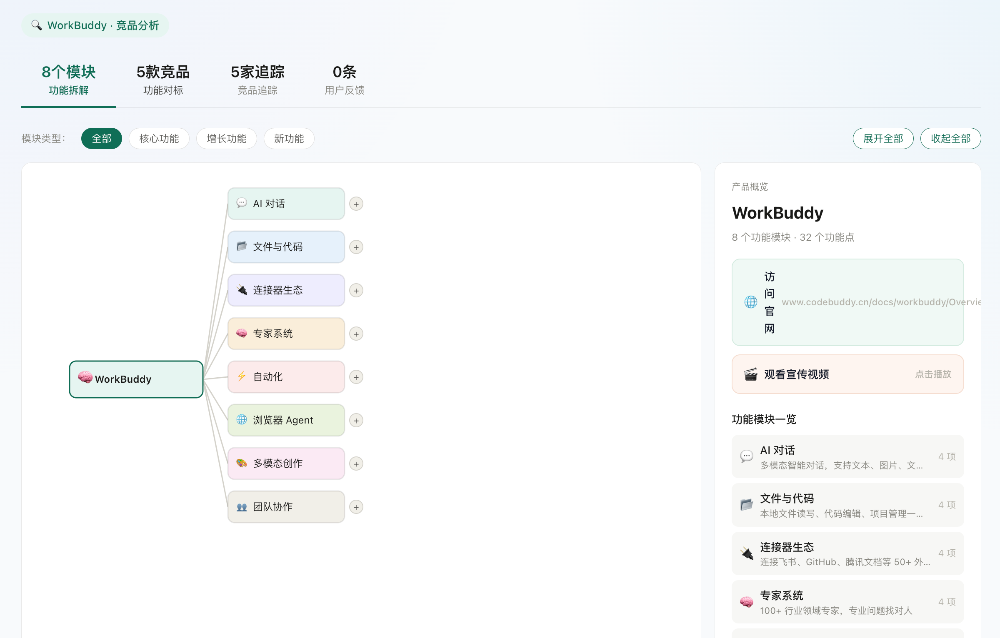 WorkBuddy · 竞品分析
8个模块
功能拆解
5款竞品
功能对标
5家追踪
竞品追踪
0条
用户反馈
模块类型：
全部
核心功能
增长功能
新功能
展开全部
收起全部
AI 对话
+
文件与代码
+
连接器生态
+
专家系统
+
WorkBuddy
自动化
+
浏览器 Agent
+
多模态创作
+
团队协作
+
产品概览
WorkBuddy
8 个功能模块 · 32 个功能点
访
问
官
网
www.codebuddy.cn/docs/workbuddy/Overvie
观看宣传视频
点击播放
功能模块一览
AI 对话
多模态智能对话，支持文本、图片、文...
4 项
文件与代码
本地文件读写、代码编辑、项目管理一...
4 项
连接器生态
连接飞书、GitHub、腾讯文档等 50+ 外...
4 项
专家系统
100+ 行业领域专家，专业问题找对人
4 项